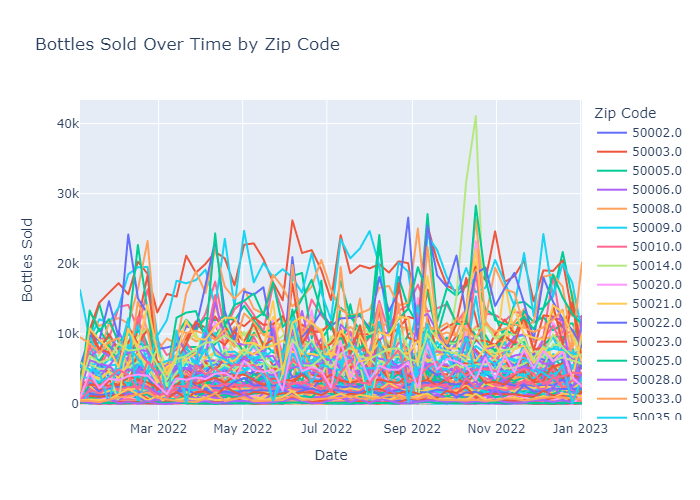 Bottles Sold Over Time by Zip Code
Zip Code
50002.0
50003.0
50005.0
50006.0
50008.0
50009.0
50010.0
50014.0
50020.0
50021.0
50022.0
50023.0
50025.0
50028.0
50033.0
50035.0
40k
30k
20k
10k
0
Bottles Sold
Mar 2022
May 2022
Jul 2022
Sep 2022
Nov 2022
Jan 2023
Date